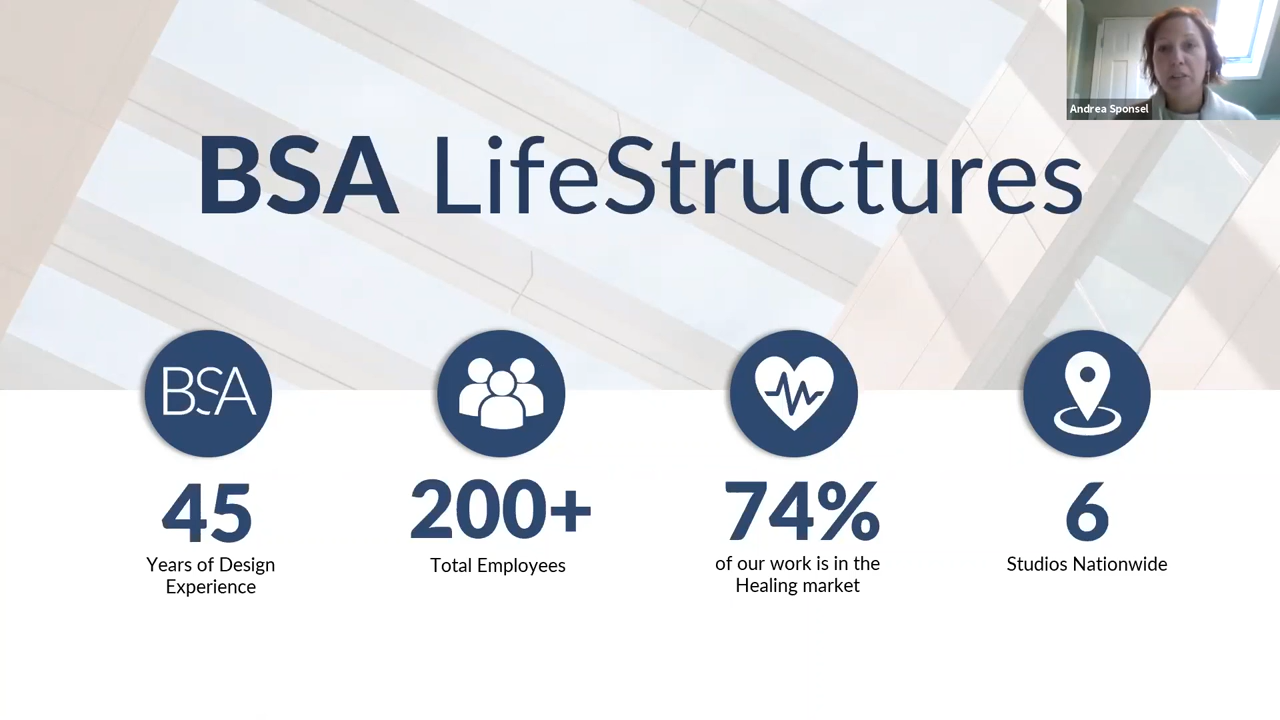 Andrea Sponsel
BSA LifeStructures
BSA
45
Years of Design
Experience
200+
Total Employees
74%
of our work is in the
Healing market
6
Studios Nationwide